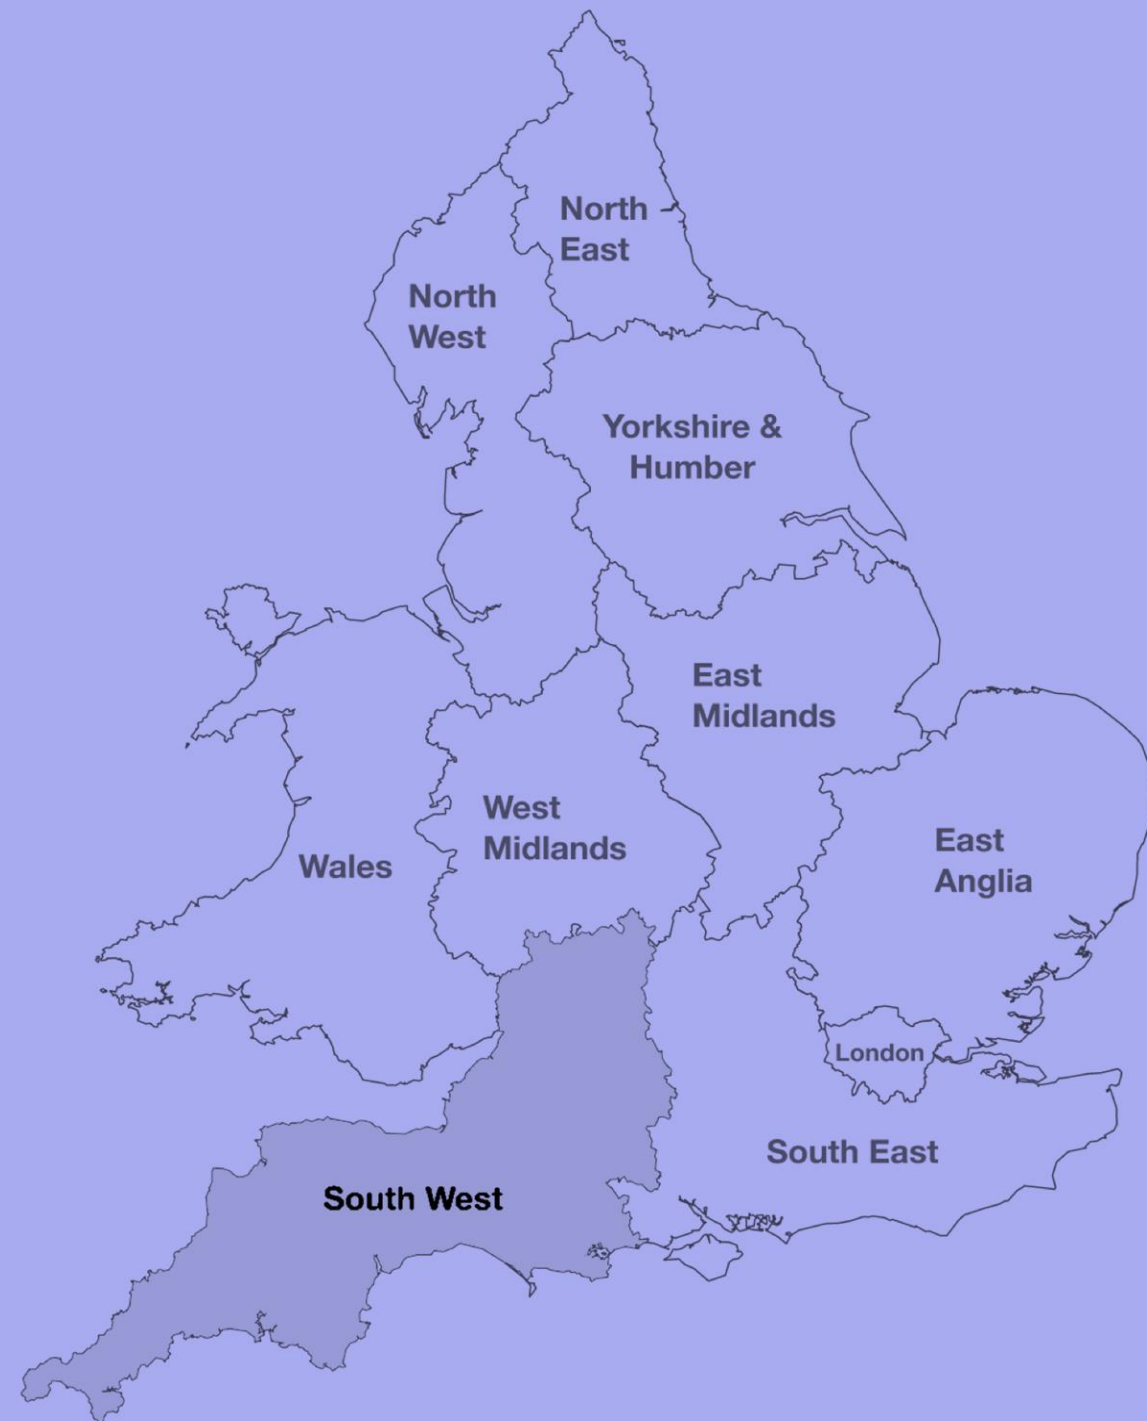 North
East
North
West
Yorkshire &
Humber
East
Midlands
West
Midlands
East
Anglia
Wales
London
South East
South West